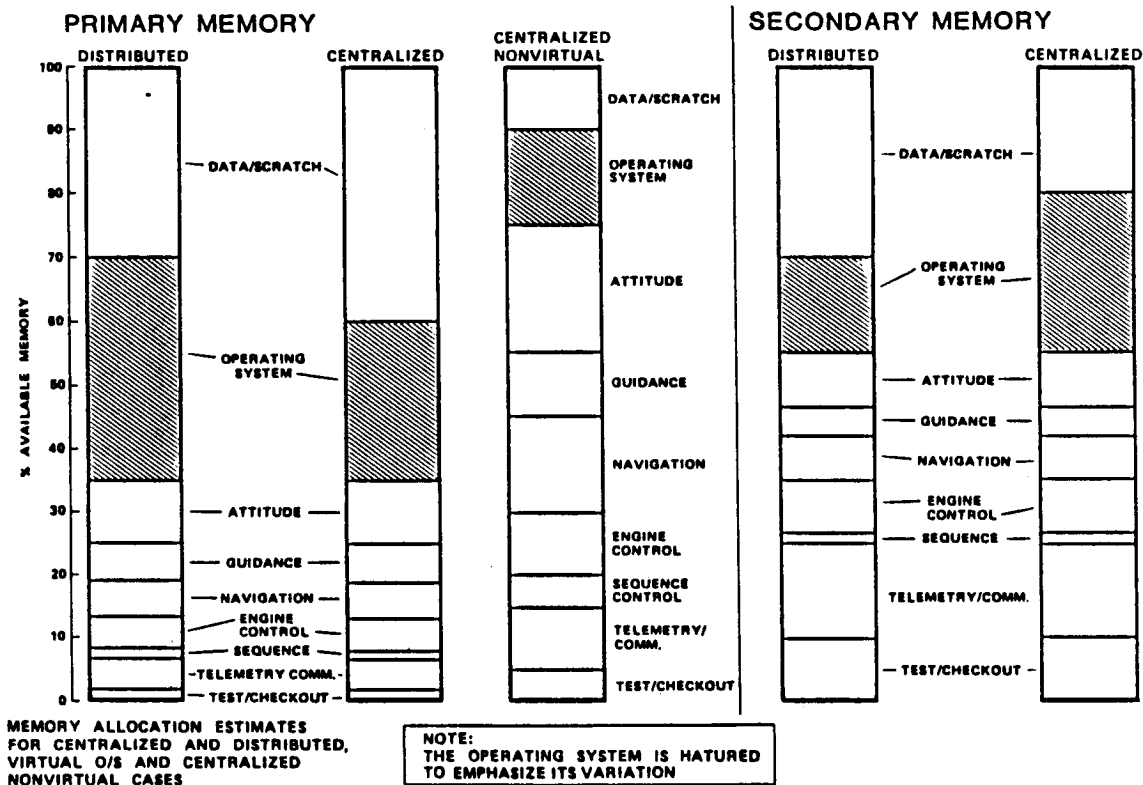 PRIMARY MEMORY
SECONDARY MEMORY
DISTRIBUTED
CENTRALIZED
CENTRALIZED
NONVIRTUAL
DISTRIBUTED
CENTRALIZED
% AVAILABLE MEMORY
100
90
80
70
60
50
40
30
20
10
0
DATA/SCRATCH
OPERATING
SYSTEM
ATTITUDE
GUIDANCE
NAVIGATION
ENGINE
CONTROL
SEQUENCE
TELEMETRY COMM.
TEST/CHECKOUT
DATA/SCRATCH
OPERATING
SYSTEM
ATTITUDE
GUIDANCE
NAVIGATION
ENGINE
CONTROL
SEQUENCE
CONTROL
TELEMETRY/
COMM.
TEST/CHECKOUT
DATA/SCRATCH
OPERATING
SYSTEM
ATTITUDE
GUIDANCE
NAVIGATION
ENGINE
CONTROL
SEQUENCE
TELEMETRY/COMM.
TEST/CHECKOUT
MEMORY ALLOCATION ESTIMATES
FOR CENTRALIZED AND DISTRIBUTED,
VIRTUAL O/S AND CENTRALIZED
NONVIRTUAL CASES
NOTE:
THE OPERATING SYSTEM IS HATURED
TO EMPHASIZE ITS VARIATION